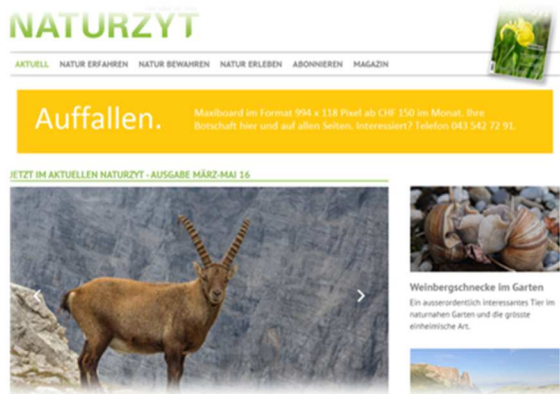 NATURZYT
AKTUELL NATUR ERFAHREN NATUR BEWAHREN NATUR ERLEBEN ABONNIEREN MAGAZIN
Auffallen.
Maxiboard im Format 994 x 118 Pixel ab CHF 150 im Monat. Ihre
Botschaft hier und auf allen Seiten. Interessiert? Telefon 043 542 72 91.
JETZT IM AKTUELLEN NATURZYT - AUSGABE MÄRZ-MAI 16
Weinbergschnecke im Garten
Ein ausserordentlich interessantes Tier im
naturnahen Garten und die grösste
einheimische Art.